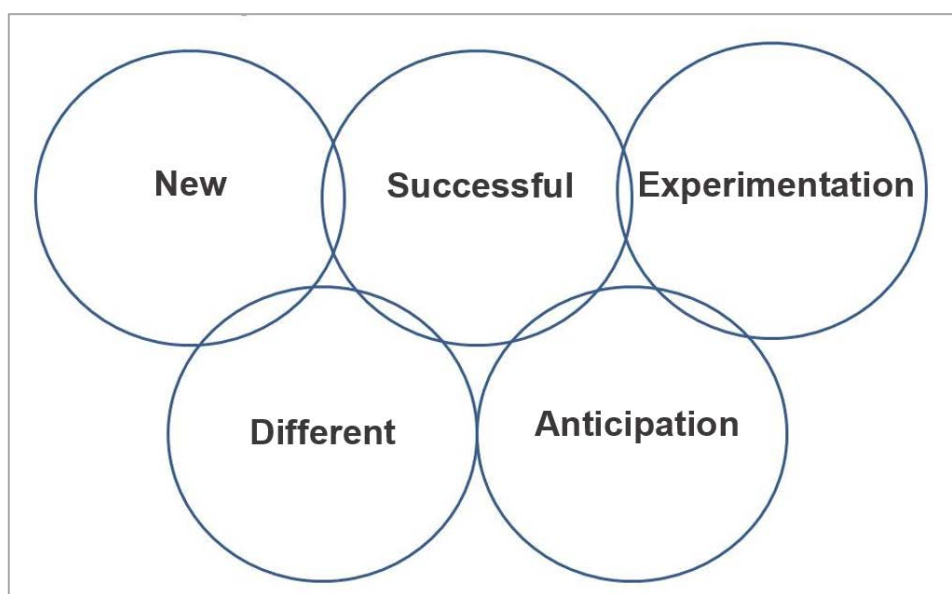 New
Successful
Experimentation
Different
Anticipation